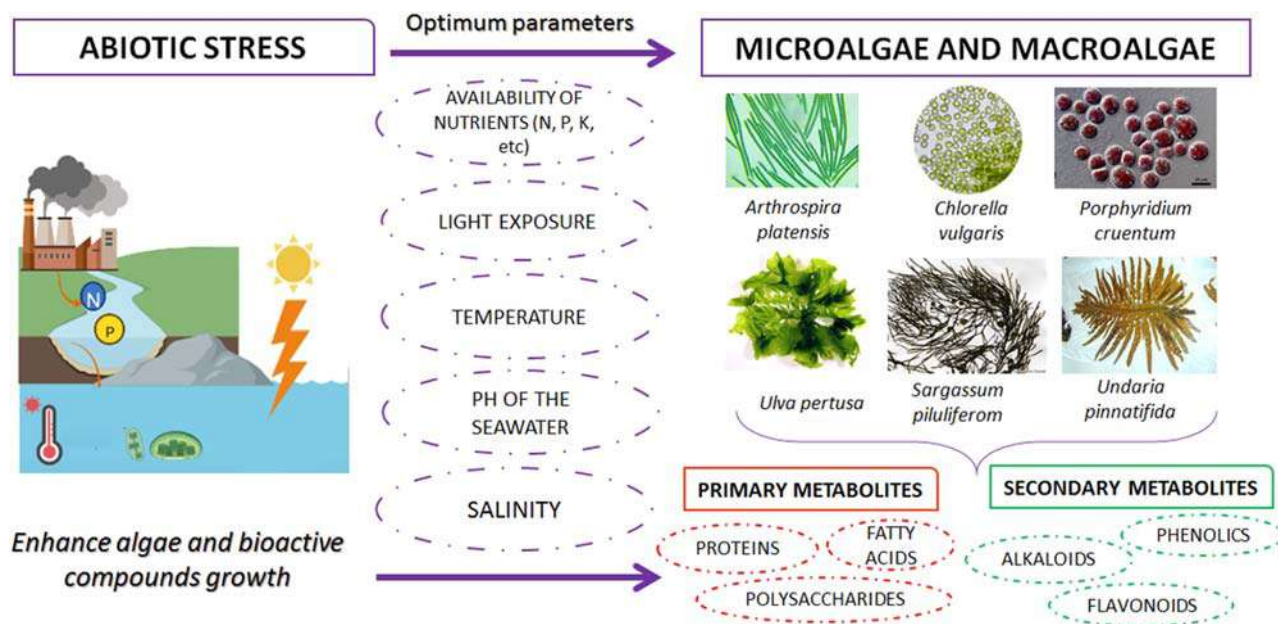 ABIOTIC STRESS
Optimum parameters
MICROALGAE AND MACROALGAE
AVAILABILITY OF
NUTRIENTS (N, P, K,
etc)
LIGHT EXPOSURE
TEMPERATURE
PH OF THE
SEAWATER
SALINITY
N
P
Enhance algae and bioactive
compounds growth
Arthrospira
platensis
Chlorella
vulgaris
Porphyridium
cruentum
Ulva pertusa
Sargassum
piluliferom
Undaria
pinnatifida
PRIMARY METABOLITES
PROTEINS
FATTY
ACIDS
POLYSACCHARIDES
SECONDARY METABOLITES
PHENOLICS
ALKALOIDS
FLAVONOIDS